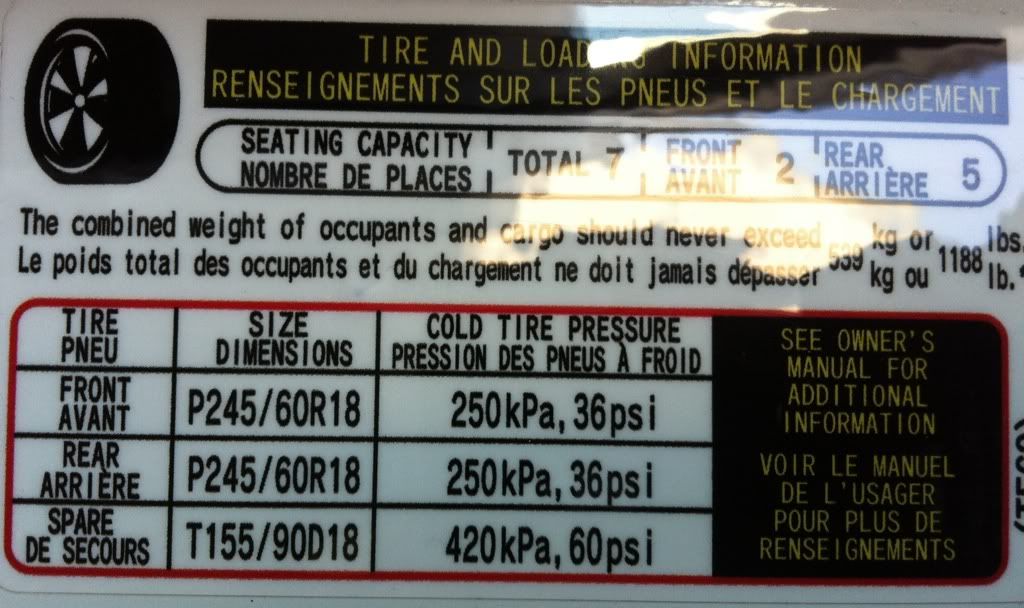 TIRE AND LOADING INFORMATION
RENSEIGNEMENTS SUR LES PNEUS ET LE CHARGEMENT
SEATING CAPACITY
NOMBRE DE PLACES
TOTAL 7
FRONT
AVANT
2
REAR
ARRIÈRE
5
The combined weight of occupants and cargo should never exceed 539 kg or 1188 lbs.
Le poids total des occupants et du chargement ne doit jamais dépasser kg ou lb.
TIRE
PNEU
SIZE
DIMENSIONS
COLD TIRE PRESSURE
PRESSION DES PNEUS À FROID
FRONT
AVANT
P245/60R18
250kPa, 36psi
REAR
ARRIÈRE
P245/60R18
250kPa, 36psi
SPARE
DE SECOURS
T155/90D18
420kPa, 60psi
SEE OWNER'S
MANUAL FOR
ADDITIONAL
INFORMATION
VOIR LE MANUEL
DE L'USAGER
POUR PLUS DE
RENSEIGNEMENTS